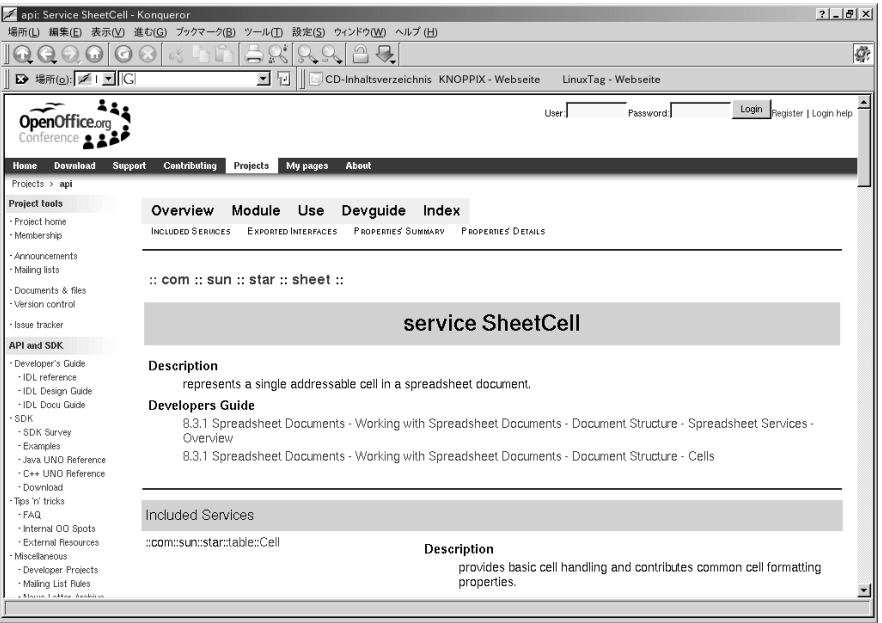 api: Service SheetCell - Konqueror
場所(L) 編集(E) 表示(V) 進む(G) ブックマーク(B) ツール(T) 設定(S) ウィンドウ(W) ヘルプ(H)
場所(o): CD-Inhaltsverzeichnis KNOPPIX - Webseite LinuxTag - Webseite
OpenOffice.org
Conference
User: Password: Login Register | Login help
Home Download Support Contributing Projects My pages About
Projects > api
Project tools
· Project home
· Membership
· Announcements
· Mailing lists
· Documents & files
· Version control
· Issue tracker
API and SDK
· Developer's Guide
· IDL reference
· IDL Design Guide
· IDL Docu Guide
· SDK
· SDK Survey
· Examples
· Java UNO Reference
· C++ UNO Reference
· Download
· Tips 'n' tricks
· FAQ
· Internal OO Spots
· External Resources
· Miscellaneous
· Developer Projects
· Mailing List Rules
· News Letter Archive
Overview Module Use Devguide Index
INCLUDED SERVICES EXPORTED INTERFACES PROPERTIES' SUMMARY PROPERTIES' DETAILS
:: com :: sun :: star :: sheet ::
service SheetCell
Description
represents a single addressable cell in a spreadsheet document.
Developers Guide
8.3.1 Spreadsheet Documents - Working with Spreadsheet Documents - Document Structure - Spreadsheet Services -
Overview
8.3.1 Spreadsheet Documents - Working with Spreadsheet Documents - Document Structure - Cells
Included Services
::com::sun::star::table::Cell
Description
provides basic cell handling and contributes common cell formatting
properties.